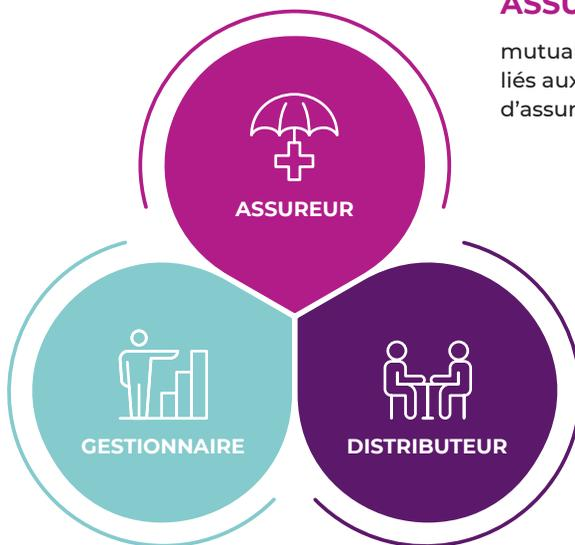 ASSU
mutua
liés aux
d’assur
ASSUREUR
GESTIONNAIRE
DISTRIBUTEUR